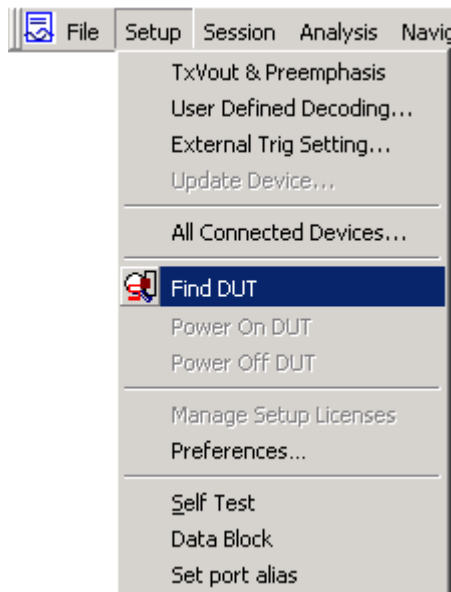 File Setup Session Analysis
TxVout & Preemphasis
User Defined Decoding...
External Trig Setting...
Update Device...
All Connected Devices...
Find DUT
Power On DUT
Power Off DUT
Manage Setup Licenses
Preferences...
Self Test
Data Block
Set port alias